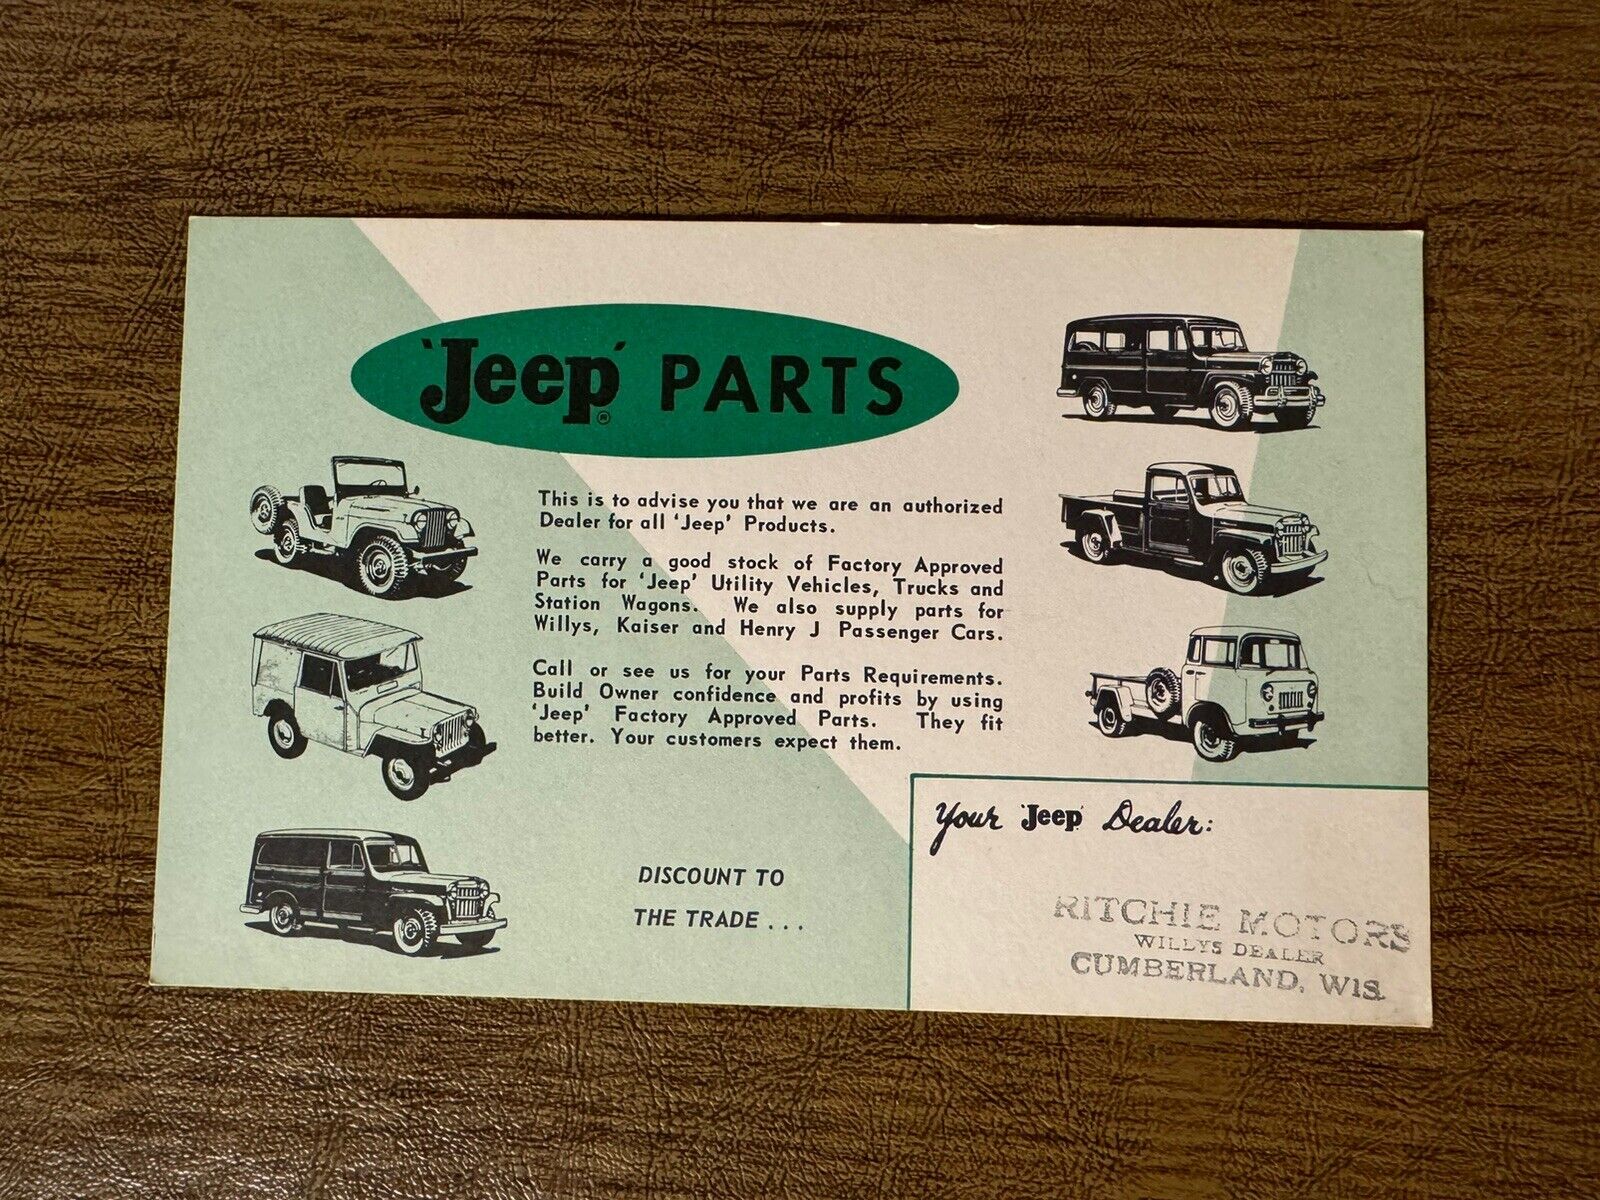 'Jeep'® PARTS
This is to advise you that we are an authorized
Dealer for all 'Jeep' Products.
We carry a good stock of Factory Approved
Parts for 'Jeep' Utility Vehicles, Trucks and
Station Wagons. We also supply parts for
Willys, Kaiser and Henry J Passenger Cars.
Call or see us for your Parts Requirements.
Build Owner confidence and profits by using
'Jeep' Factory Approved Parts. They fit
better. Your customers expect them.
DISCOUNT TO
THE TRADE...
Your 'Jeep' Dealer:
RITCHIE MOTORS
WILLYS DEALER
CUMBERLAND, WIS.